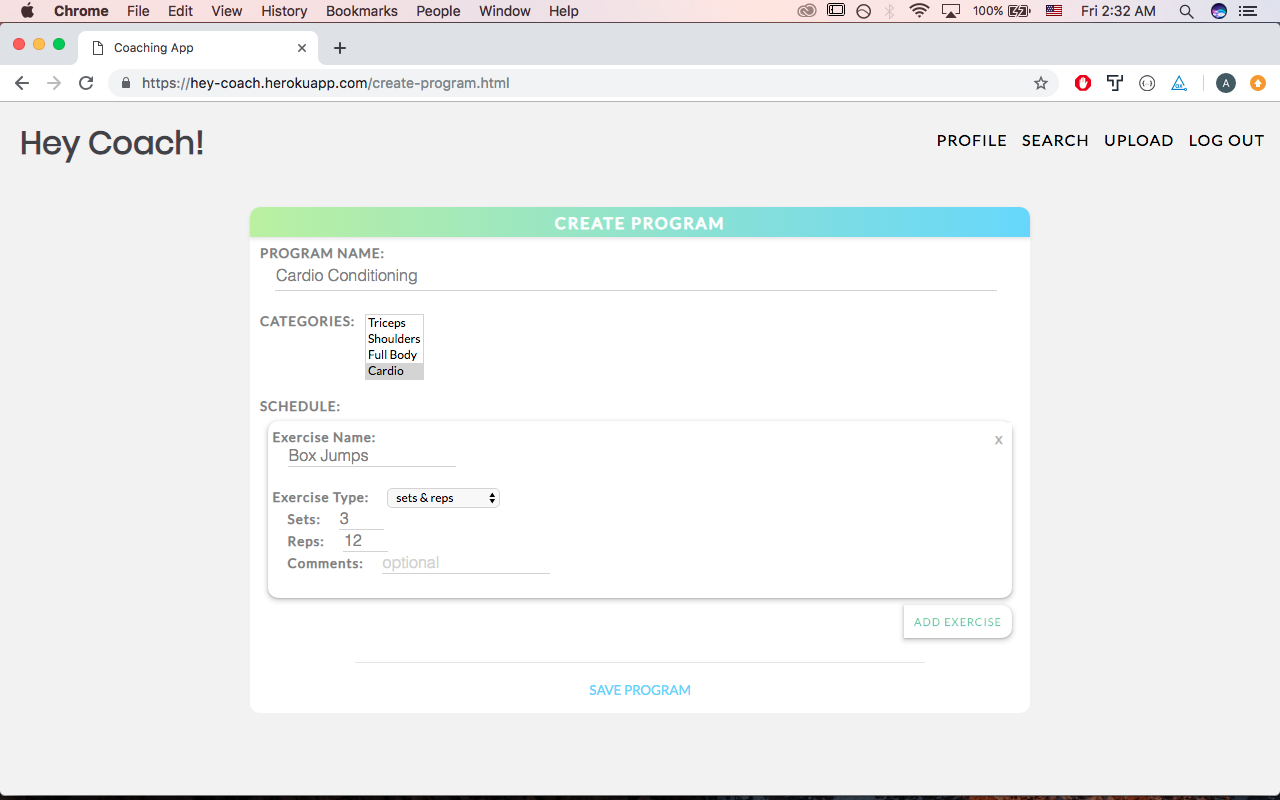 Chrome File Edit View History Bookmarks People Window Help 100% Fri 2:32 AM
Coaching App
https://hey-coach.herokuapp.com/create-program.html A
Hey Coach! PROFILE SEARCH UPLOAD LOG OUT
CREATE PROGRAM
PROGRAM NAME:
Cardio Conditioning
CATEGORIES: Triceps
Shoulders
Full Body
Cardio
SCHEDULE:
Exercise Name: x
Box Jumps
Exercise Type: sets & reps
Sets: 3
Reps: 12
Comments: optional
ADD EXERCISE
SAVE PROGRAM